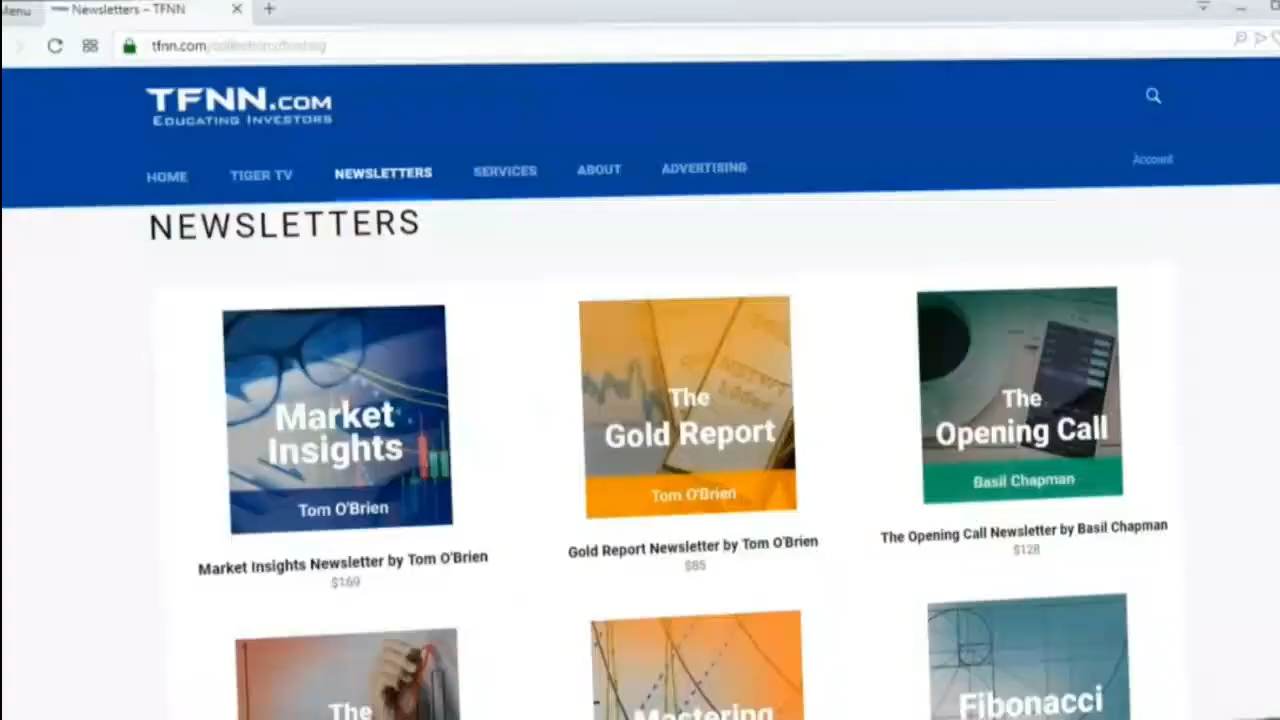 Menu
Newsletters – TFNN
tfnn.com
TFNN.COM
EDUCATING INVESTORS
HOME TIGER TV NEWSLETTERS SERVICES ABOUT ADVERTISING
Account
NEWSLETTERS
Market
Insights
Tom O'Brien
Market Insights Newsletter by Tom O'Brien
$169
The
Gold Report
Tom O'Brien
Gold Report Newsletter by Tom O'Brien
$85
The
Opening Call
Basil Chapman
The Opening Call Newsletter by Basil Chapman
$128
The
Mastering
Fibonacci